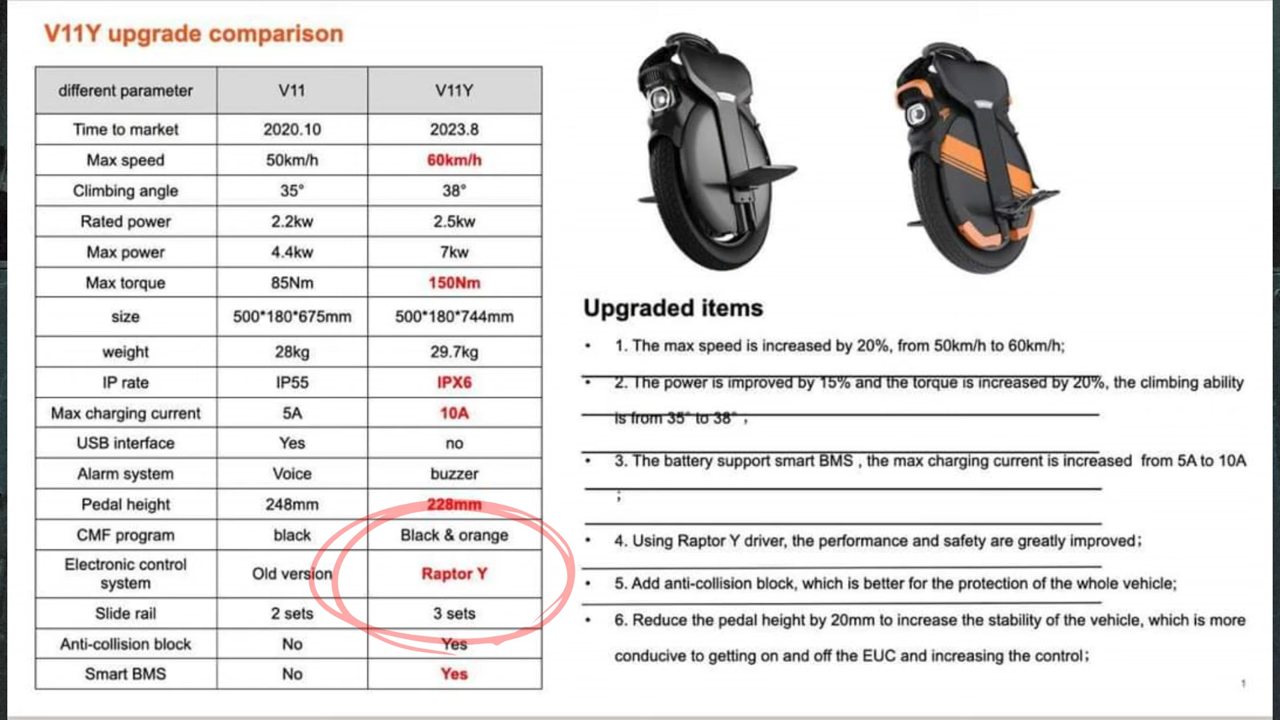 V11Y upgrade comparison
different parameter V11 V11Y
Time to market 2020.10 2023.8
Max speed 50km/h 60km/h
Climbing angle 35° 38°
Rated power 2.2kw 2.5kw
Max power 4.4kw 7kw
Max torque 85Nm 150Nm
size 500*180*675mm 500*180*744mm
weight 28kg 29.7kg
IP rate IP55 IPX6
Max charging current 5A 10A
USB interface Yes no
Alarm system Voice buzzer
Pedal height 248mm 228mm
CMF program black Black & orange
Electronic control
system Old version Raptor Y
Slide rail 2 sets 3 sets
Anti-collision block No Yes
Smart BMS No Yes
Upgraded items
• 1. The max speed is increased by 20%, from 50km/h to 60km/h;
• 2. The power is improved by 15% and the torque is increased by 20%, the climbing ability
is from 35° to 38° ;
• 3. The battery support smart BMS , the max charging current is increased from 5A to 10A
;
• 4. Using Raptor Y driver, the performance and safety are greatly improved;
• 5. Add anti-collision block, which is better for the protection of the whole vehicle;
• 6. Reduce the pedal height by 20mm to increase the stability of the vehicle, which is more
conducive to getting on and off the EUC and increasing the control;
1